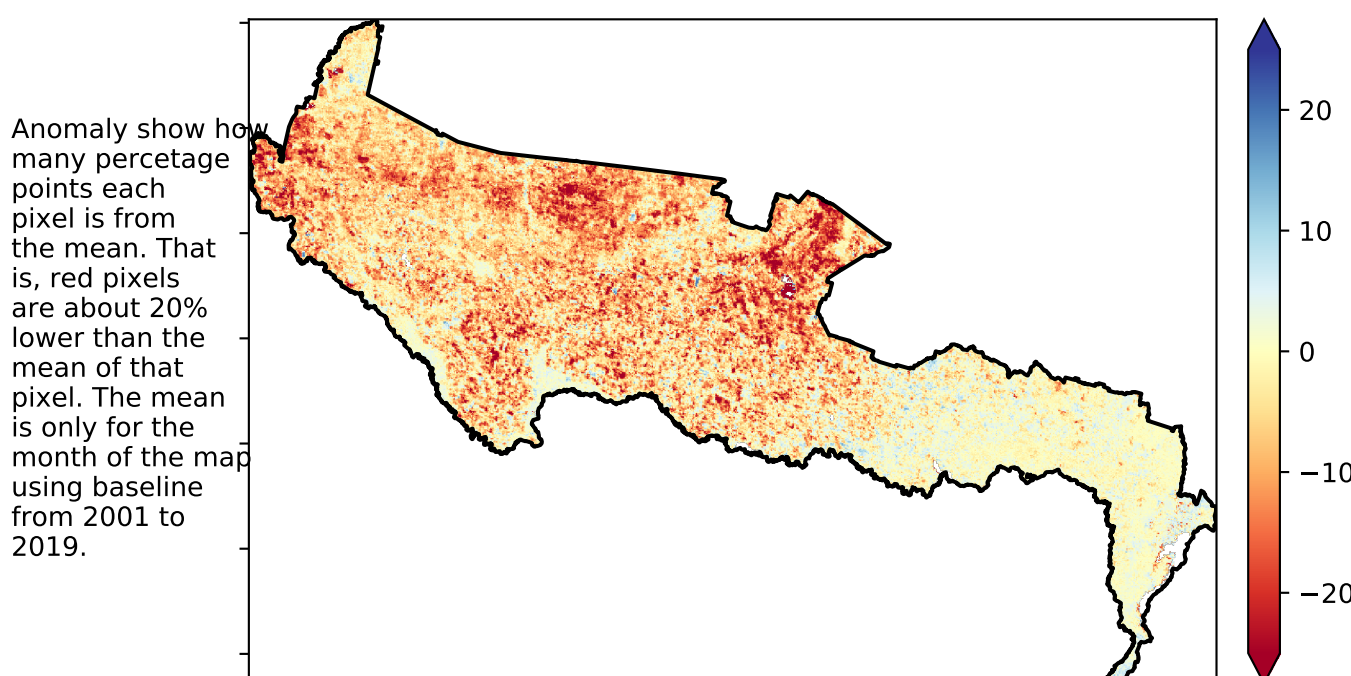 Anomaly show how
many percetage
points each
pixel is from
the mean. That
is, red pixels
are about 20%
lower than the
mean of that
pixel. The mean
is only for the
month of the map
using baseline
from 2001 to
2019.
20
10
0
−10
−20